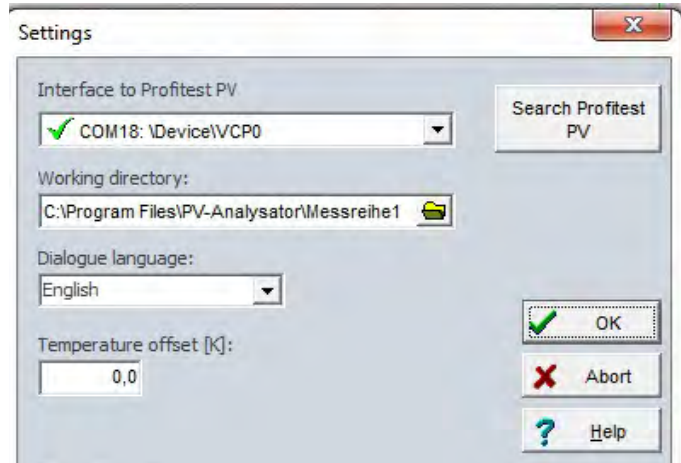 Settings
Interface to Profitest PV
COM18: \Device\VCP0
Search Profitest
PV
Working directory:
C:\Program Files\PV-Analysator\Messreihe1
Dialogue language:
English
Temperature offset [K]:
0,0
OK
Abort
Help